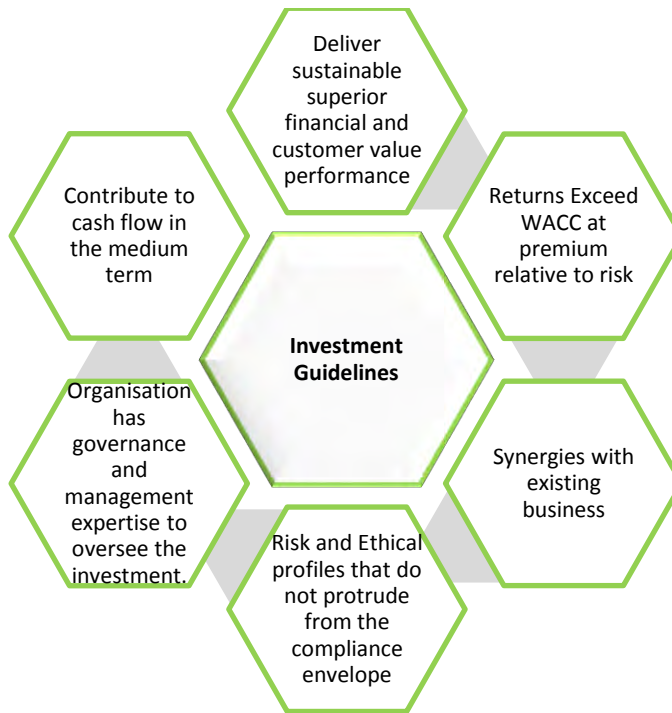 Deliver
sustainable
superior
financial and
customer value
performance
Returns Exceed
WACC at
premium
relative to risk
Synergies with
existing
business
Risk and Ethical
profiles that do
not protrude
from the
compliance
envelope
Organisation
has
governance
and
management
expertise to
oversee the
investment.
Contribute to
cash flow in
the medium
term
Investment
Guidelines